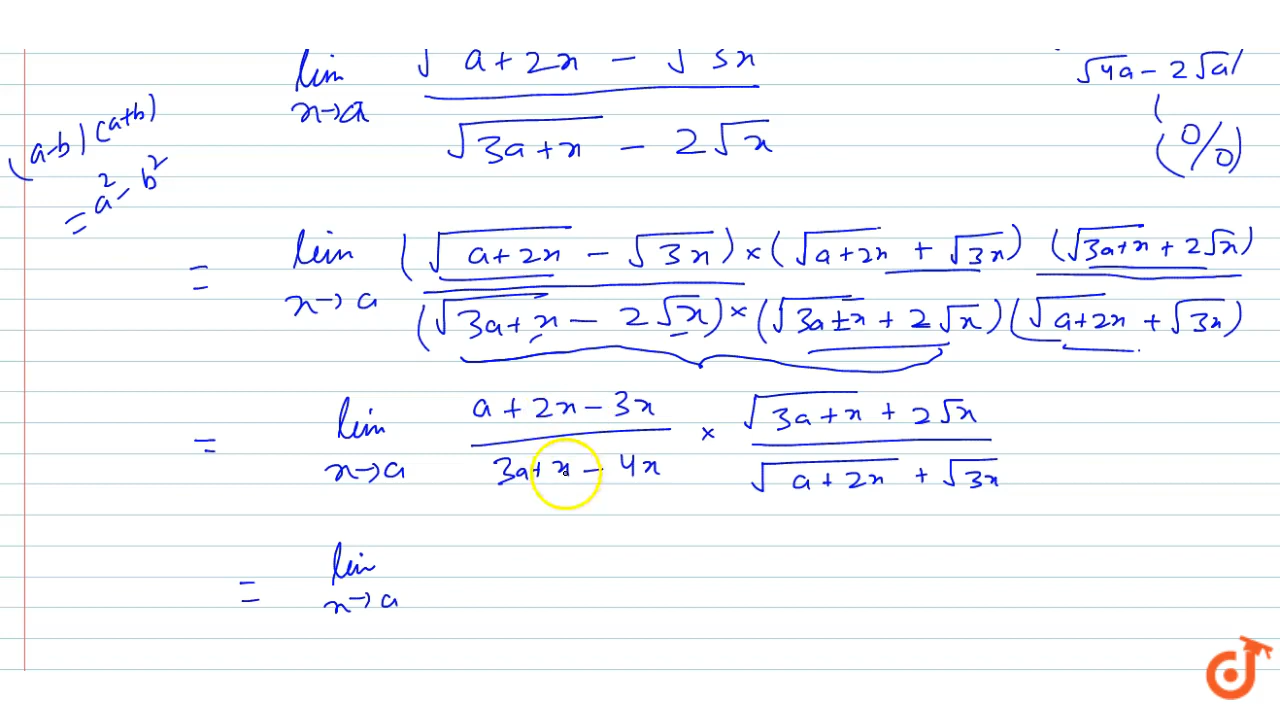 lim x→a (√(a+2x) − √3x) / (√(3a+x) − 2√x)
√4a − 2√a
(0/0)
(a-b)(a+b)
= a² − b²
= lim x→a (√(a+2x) − √3x) × (√(a+2x) + √3x) (√(3a+x) + 2√x) / (√(3a+x) − 2√x) × (√(3a+x) + 2√x) (√(a+2x) + √3x)
= lim x→a (a+2x−3x) / (3a+x−4x) × (√(3a+x) + 2√x) / (√(a+2x) + √3x)
= lim x→a